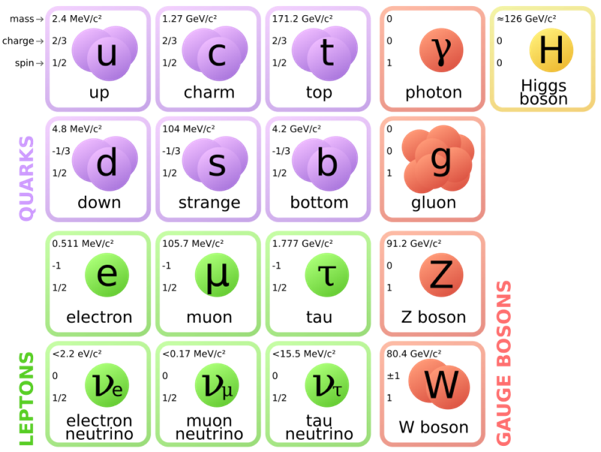 mass→
charge→
spin→
2.4 MeV/c²
2/3
1/2
u
up
1.27 GeV/c²
2/3
1/2
c
charm
171.2 GeV/c²
2/3
1/2
t
top
0
0
1
γ
photon
≈126 GeV/c²
0
0
H
Higgs
boson
QUARKS
4.8 MeV/c²
-1/3
1/2
d
down
104 MeV/c²
-1/3
1/2
s
strange
4.2 GeV/c²
-1/3
1/2
b
bottom
0
0
1
g
gluon
0.511 MeV/c²
-1
1/2
e
electron
105.7 MeV/c²
-1
1/2
μ
muon
1.777 GeV/c²
-1
1/2
τ
tau
91.2 GeV/c²
0
1
Z
Z boson
LEPTONS
<2.2 eV/c²
0
1/2
νe
electron
neutrino
<0.17 MeV/c²
0
1/2
νμ
muon
neutrino
<15.5 MeV/c²
0
1/2
ντ
tau
neutrino
80.4 GeV/c²
±1
1
W
W boson
GAUGE BOSONS